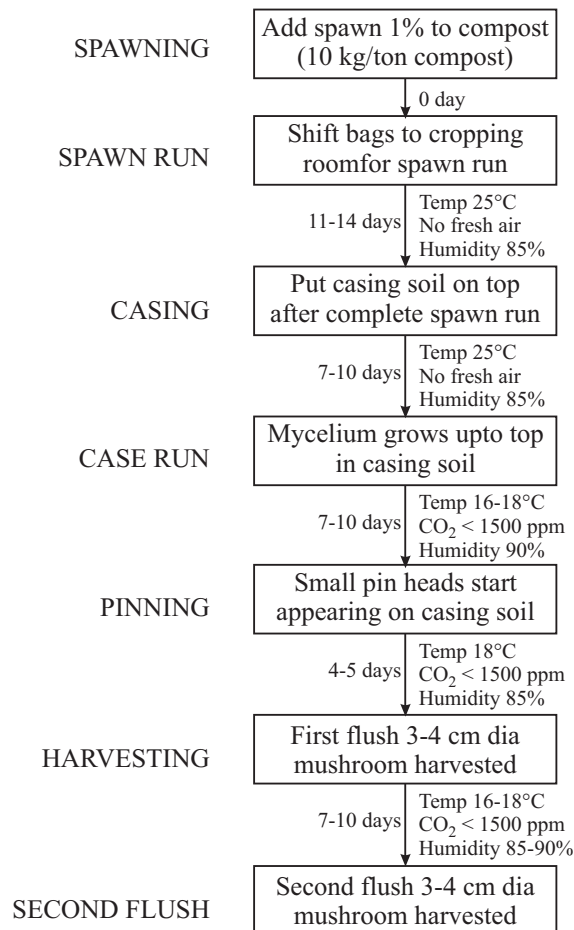 SPAWNING
Add spawn 1% to compost
(10 kg/ton compost)
0 day
SPAWN RUN
Shift bags to cropping
roomfor spawn run
11-14 days
Temp 25°C
No fresh air
Humidity 85%
CASING
Put casing soil on top
after complete spawn run
7-10 days
Temp 25°C
No fresh air
Humidity 85%
CASE RUN
Mycelium grows upto top
in casing soil
7-10 days
Temp 16-18°C
CO₂ < 1500 ppm
Humidity 90%
PINNING
Small pin heads start
appearing on casing soil
4-5 days
Temp 18°C
CO₂ < 1500 ppm
Humidity 85%
HARVESTING
First flush 3-4 cm dia
mushroom harvested
7-10 days
Temp 16-18°C
CO₂ < 1500 ppm
Humidity 85-90%
SECOND FLUSH
Second flush 3-4 cm dia
mushroom harvested